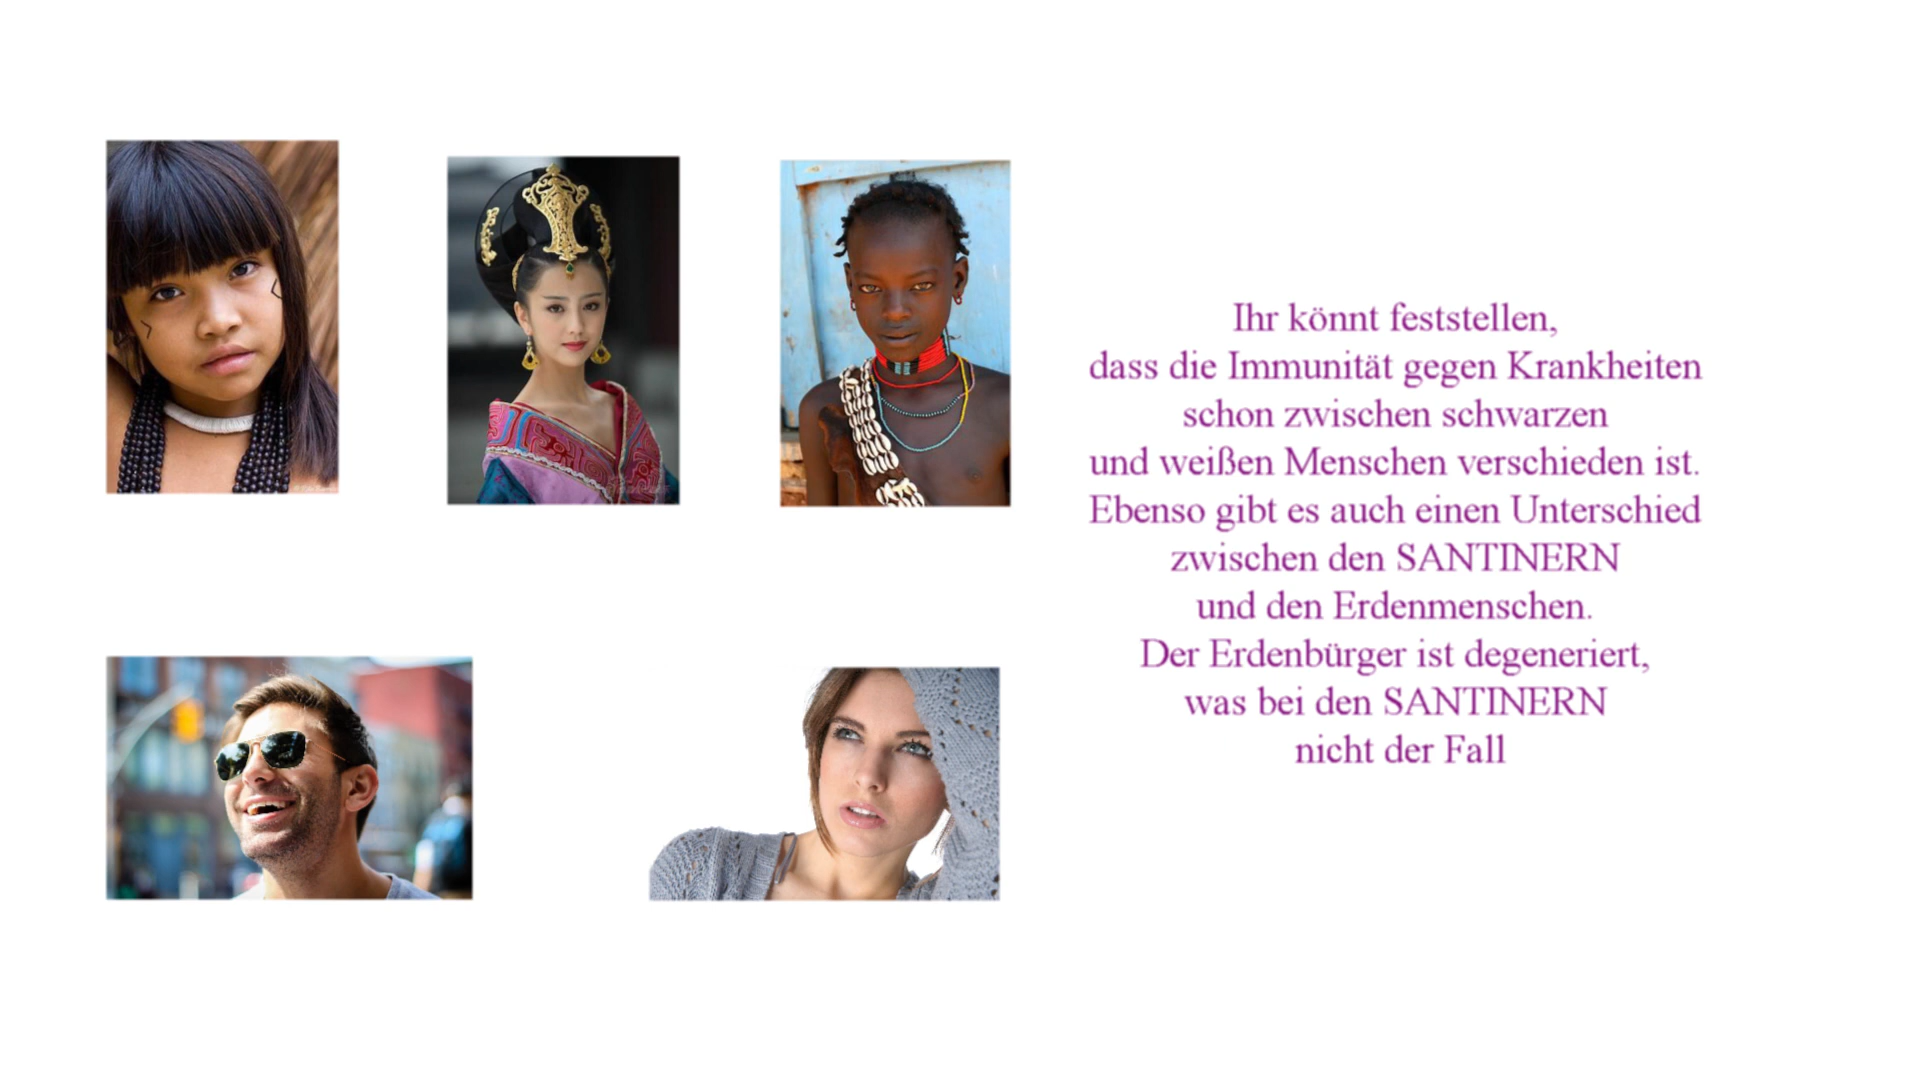 Ihr könnt feststellen,
dass die Immunität gegen Krankheiten
schon zwischen schwarzen
und weißen Menschen verschieden ist.
Ebenso gibt es auch einen Unterschied
zwischen den SANTINERN
und den Erdenmenschen.
Der Erdenbürger ist degeneriert,
was bei den SANTINERN
nicht der Fall